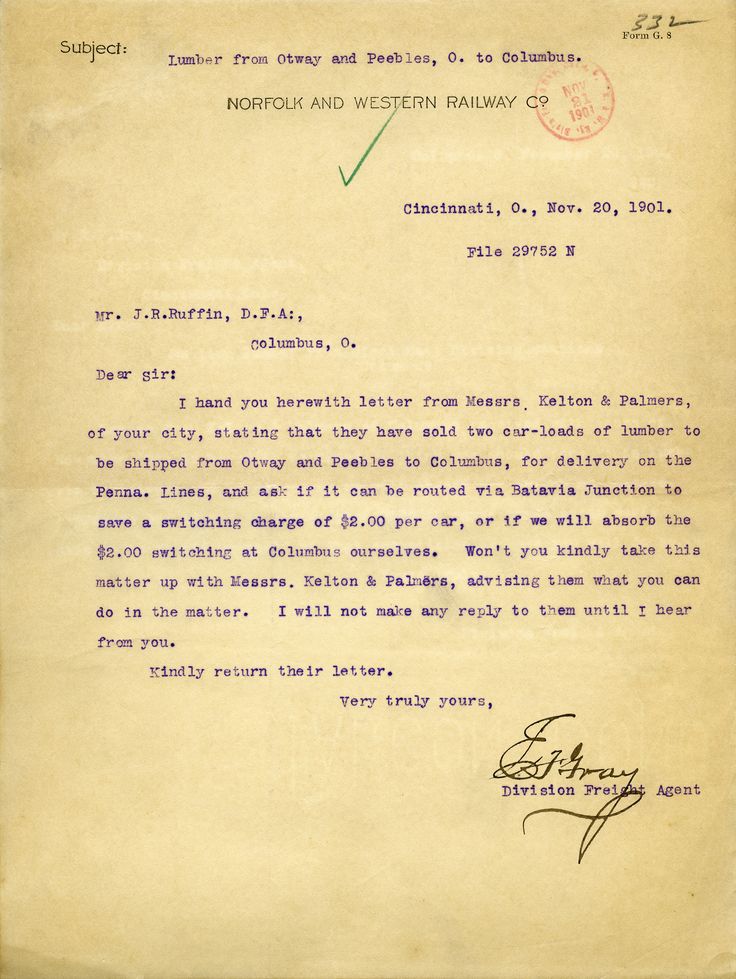 332
Form G. 8
Subject: Lumber from Otway and Peebles, O. to Columbus.
NORFOLK AND WESTERN RAILWAY Co.
NOV
21
1901
Cincinnati, O., Nov. 20, 1901.
File 29752 N
Mr. J.R.Ruffin, D.F.A:,
Columbus, O.
Dear sir:
I hand you herewith letter from Messrs. Kelton & Palmers,
of your city, stating that they have sold two car-loads of lumber to
be shipped from Otway and Peebles to Columbus, for delivery on the
Penna. Lines, and ask if it can be routed via Batavia Junction to
save a switching charge of $2.00 per car, or if we will absorb the
$2.00 switching at Columbus ourselves. Won't you kindly take this
matter up with Messrs. Kelton & Palmers, advising them what you can
do in the matter. I will not make any reply to them until I hear
from you.
Kindly return their letter.
Very truly yours,
Gray
Division Freight Agent